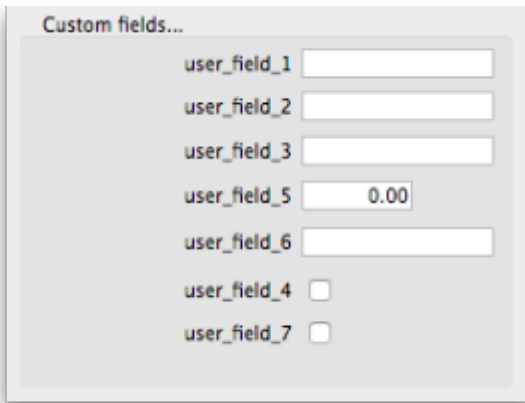 Custom fields...
user_field_1
user_field_2
user_field_3
user_field_5 0.00
user_field_6
user_field_4
user_field_7